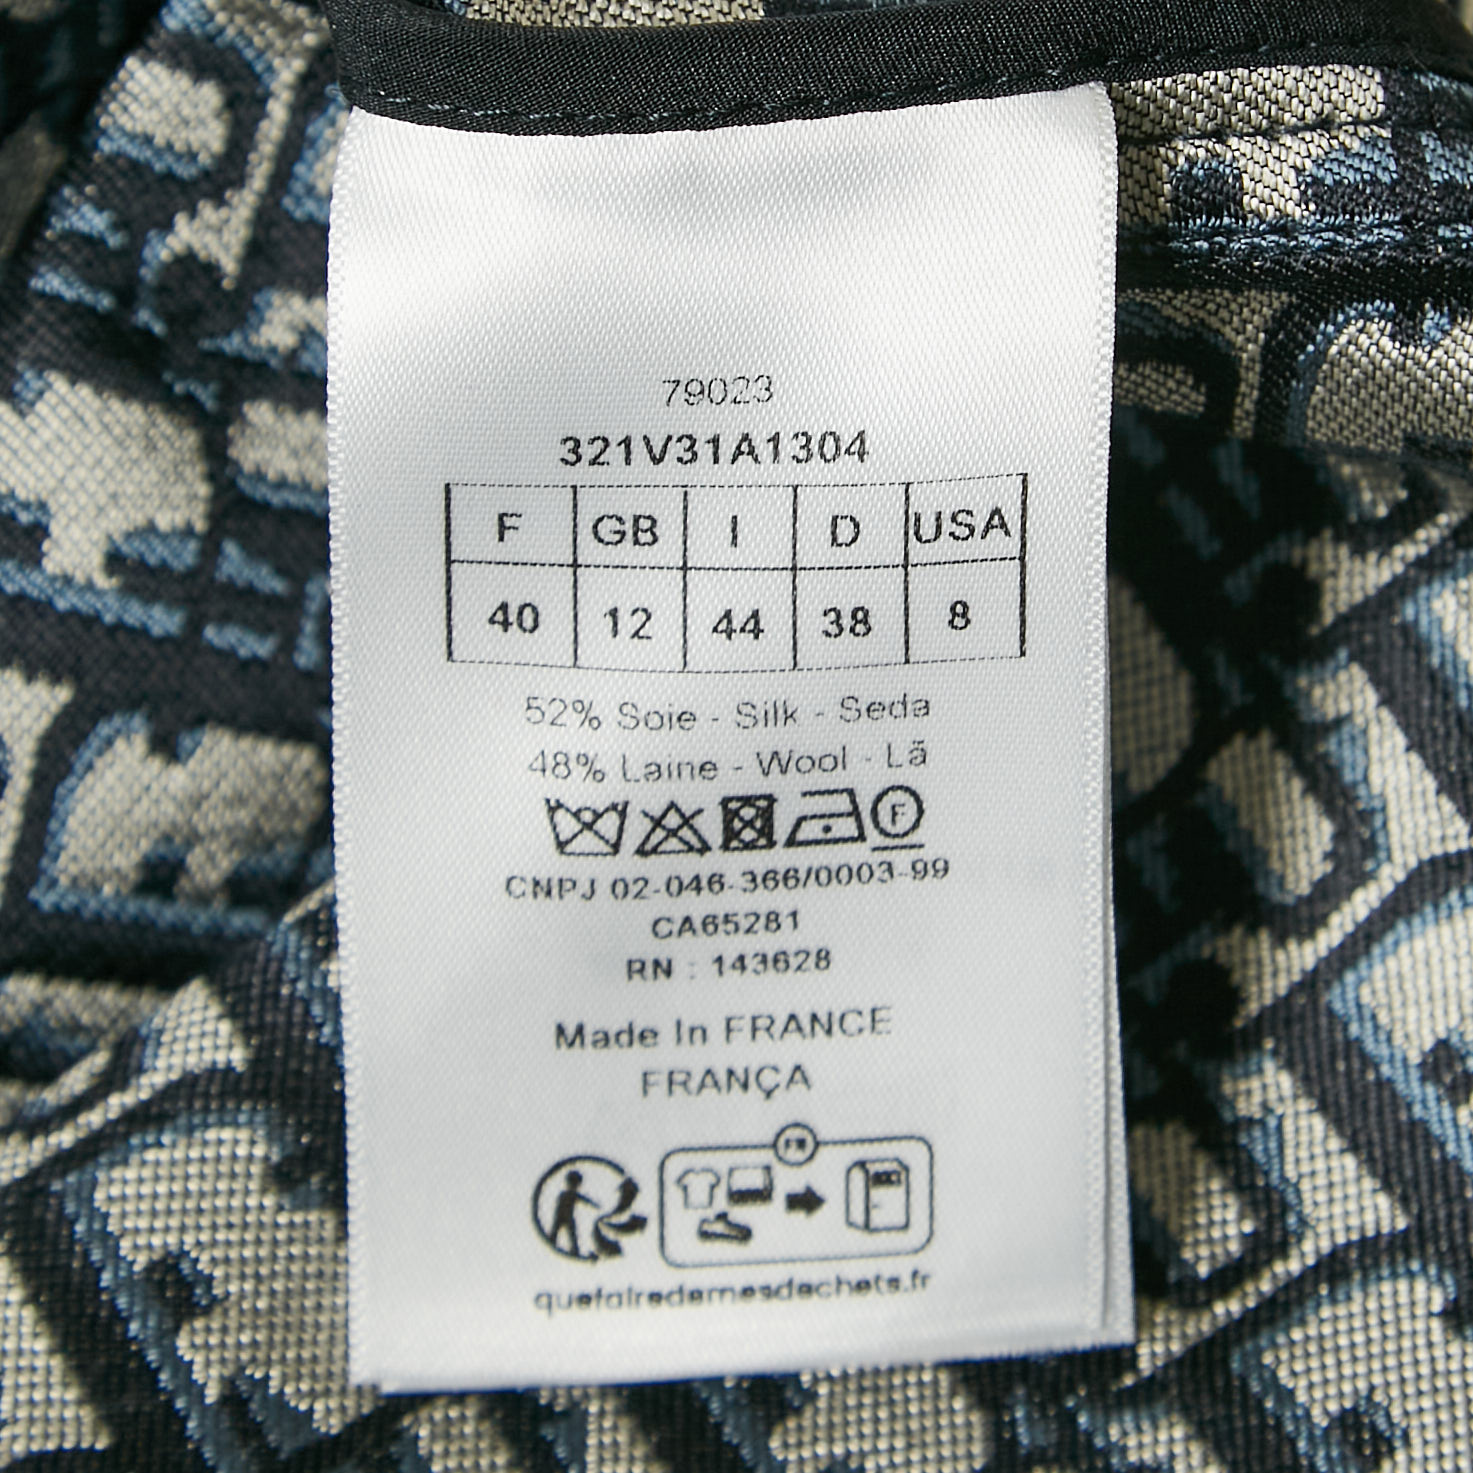 79023
321V31A1304
F GB I D USA
40 12 44 38 8
52% Soie - Silk - Seda
48% Laine - Wool - Lã
F
CNPJ 02-046-366/0003-99
CA65281
RN : 143628
Made In FRANCE
FRANÇA
FR
quefairedemesdechets.fr